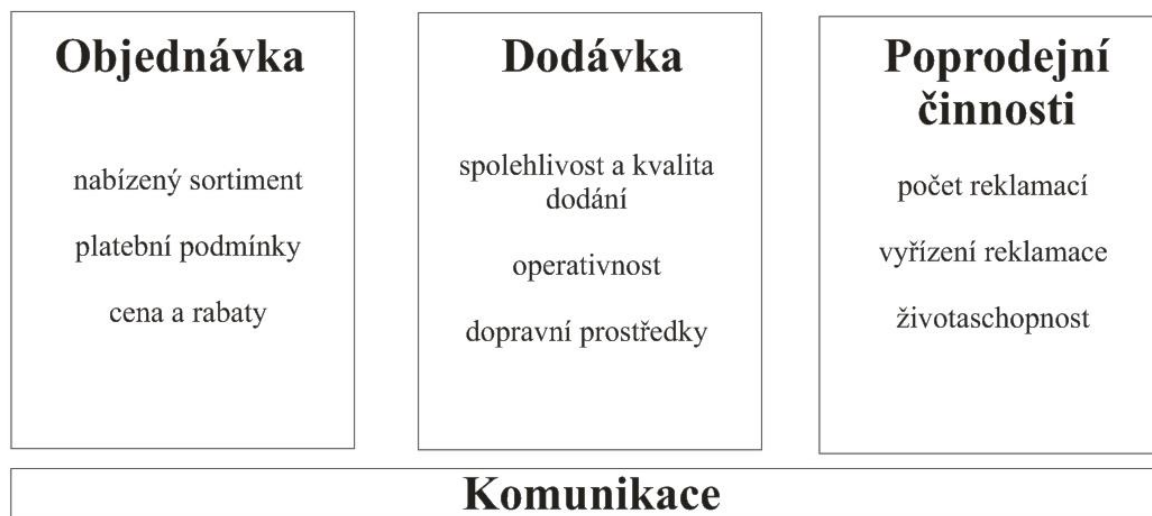 Objednávka
nabízený sortiment
platební podmínky
cena a rabaty
Dodávka
spolehlivost a kvalita
dodání
operativnost
dopravní prostředky
Poprodejní
činnosti
počet reklamací
vyřízení reklamace
životaschopnost
Komunikace